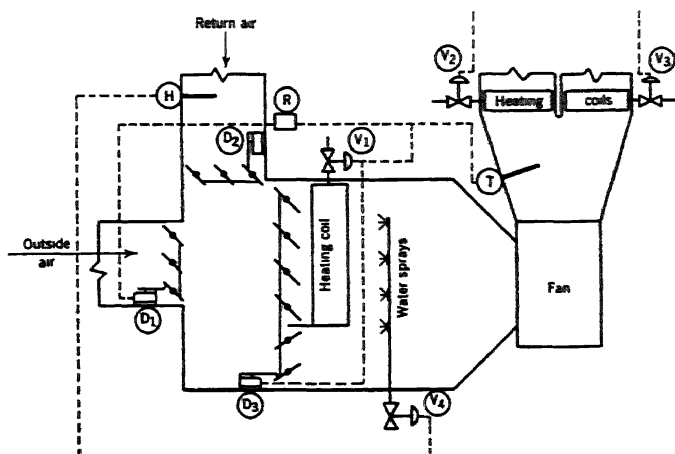 Return air
H
R
D2
V1
V2
V3
Heating
coils
T
Outside
air
Heating coil
Water sprays
Fan
D1
D3
V4